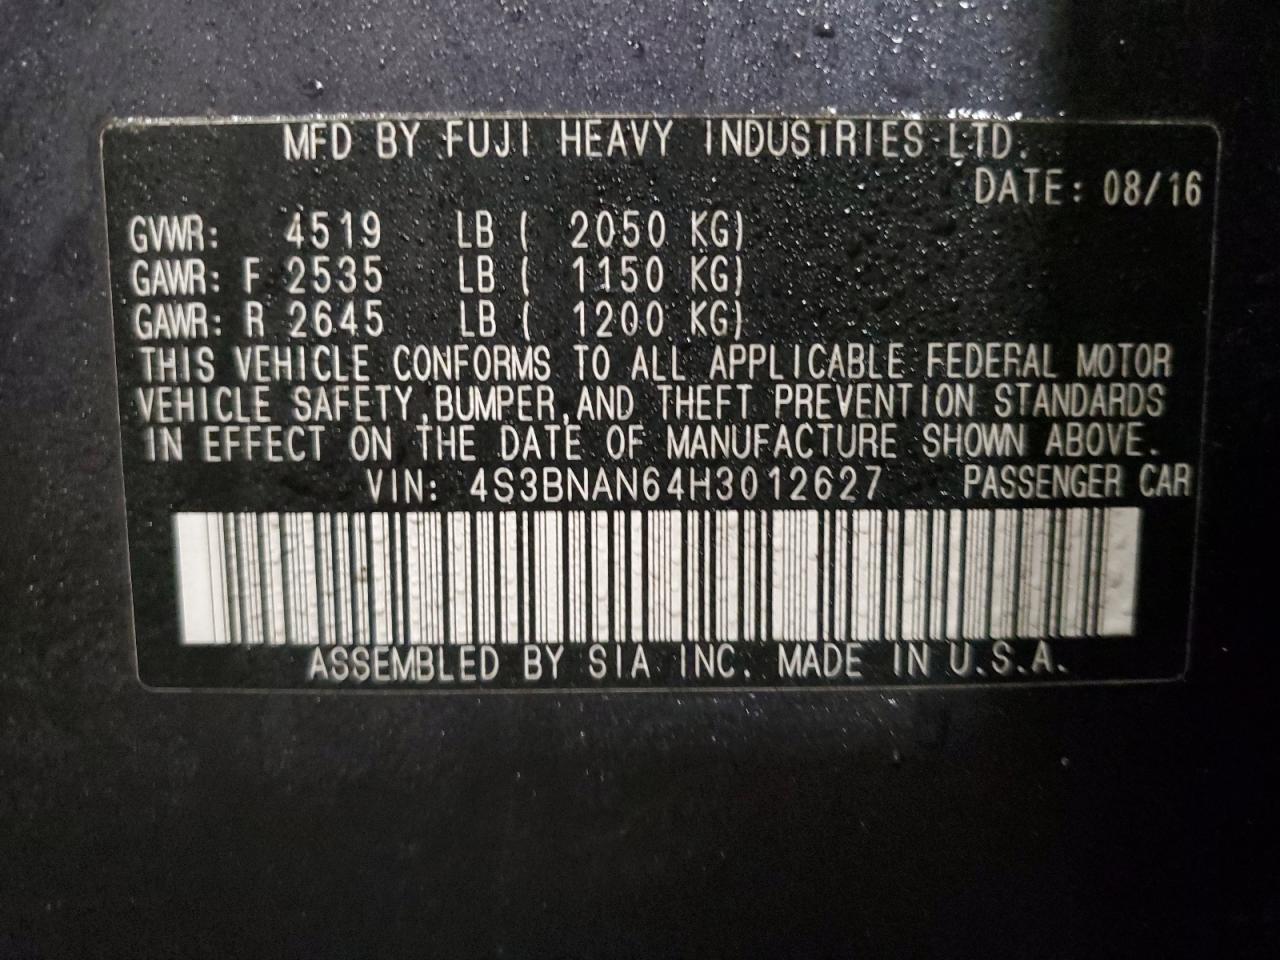 MFD BY FUJI HEAVY INDUSTRIES LTD.
DATE: 08/16
GVWR: 4519 LB ( 2050 KG)
GAWR: F 2535 LB ( 1150 KG)
GAWR: R 2645 LB ( 1200 KG)
THIS VEHICLE CONFORMS TO ALL APPLICABLE FEDERAL MOTOR
VEHICLE SAFETY,BUMPER,AND THEFT PREVENTION STANDARDS
IN EFFECT ON THE DATE OF MANUFACTURE SHOWN ABOVE.
VIN: 4S3BNAN64H3012627 PASSENGER CAR
ASSEMBLED BY SIA INC. MADE IN U.S.A.